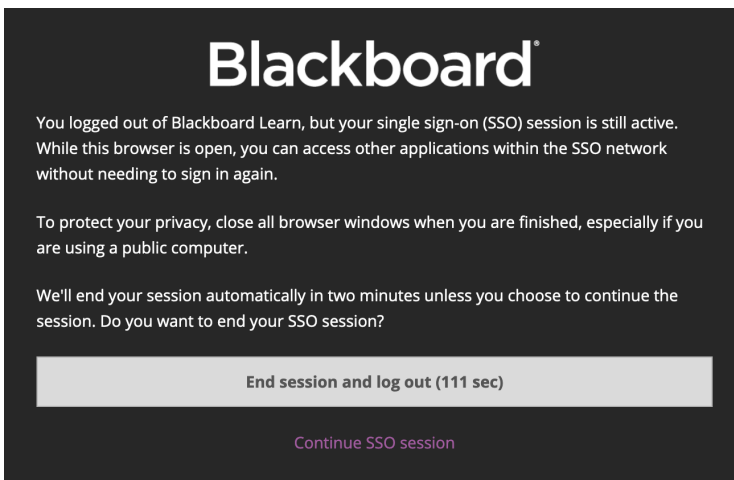 Blackboard®
You logged out of Blackboard Learn, but your single sign-on (SSO) session is still active.
While this browser is open, you can access other applications within the SSO network
without needing to sign in again.
To protect your privacy, close all browser windows when you are finished, especially if you
are using a public computer.
We'll end your session automatically in two minutes unless you choose to continue the
session. Do you want to end your SSO session?
End session and log out (111 sec)
Continue SSO session